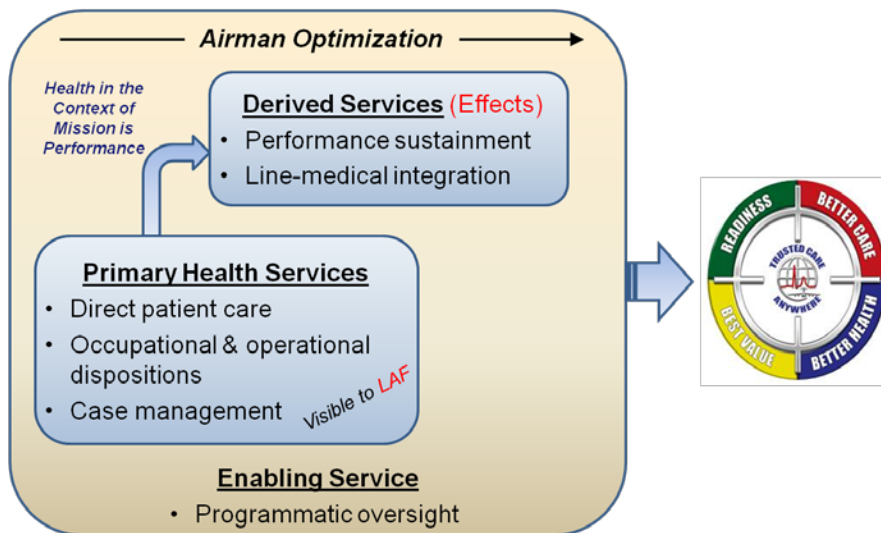 Airman Optimization
Health in the
Context of
Mission is
Performance
Derived Services (Effects)
• Performance sustainment
• Line-medical integration
Primary Health Services
• Direct patient care
• Occupational & operational
dispositions
• Case management
Visible to LAF
Enabling Service
• Programmatic oversight
READINESS
BETTER CARE
TRUSTED CARE
ANYWHERE
BEST VALUE
BETTER HEALTH